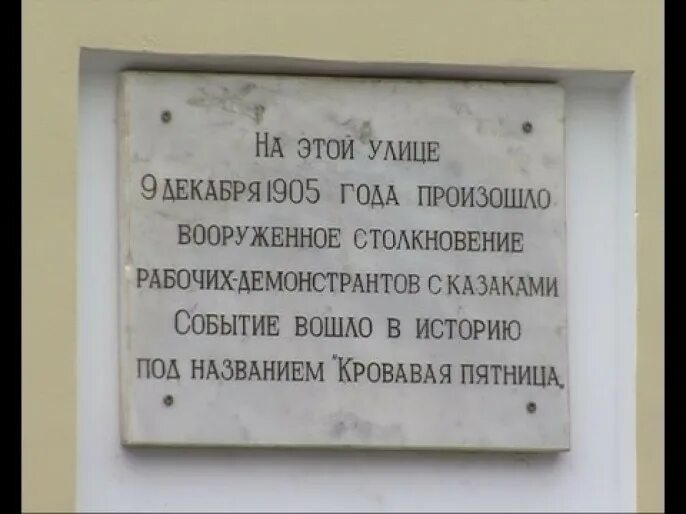 На этой улице
9 декабря 1905 года произошло
вооруженное столкновение
рабочих-демонстрантов с казаками
Событие вошло в историю
под названием "Кровавая пятница"